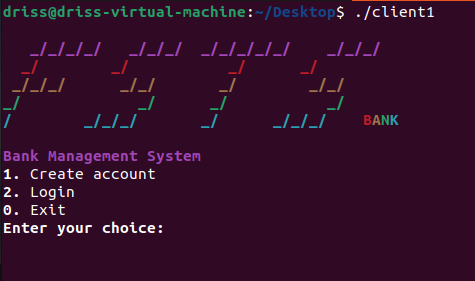 driss@driss-virtual-machine:~/Desktop$ ./client1
    _/_/_/_/   _/_/_/  _/_/_/_/_/    _/_/_/
  _/        _/            _/      _/
 _/_/_/      _/_/       _/        _/_/
_/              _/      _/           _/
/        _/_/_/       _/      _/_/_/    BANK
Bank Management System
1. Create account
2. Login
0. Exit
Enter your choice: